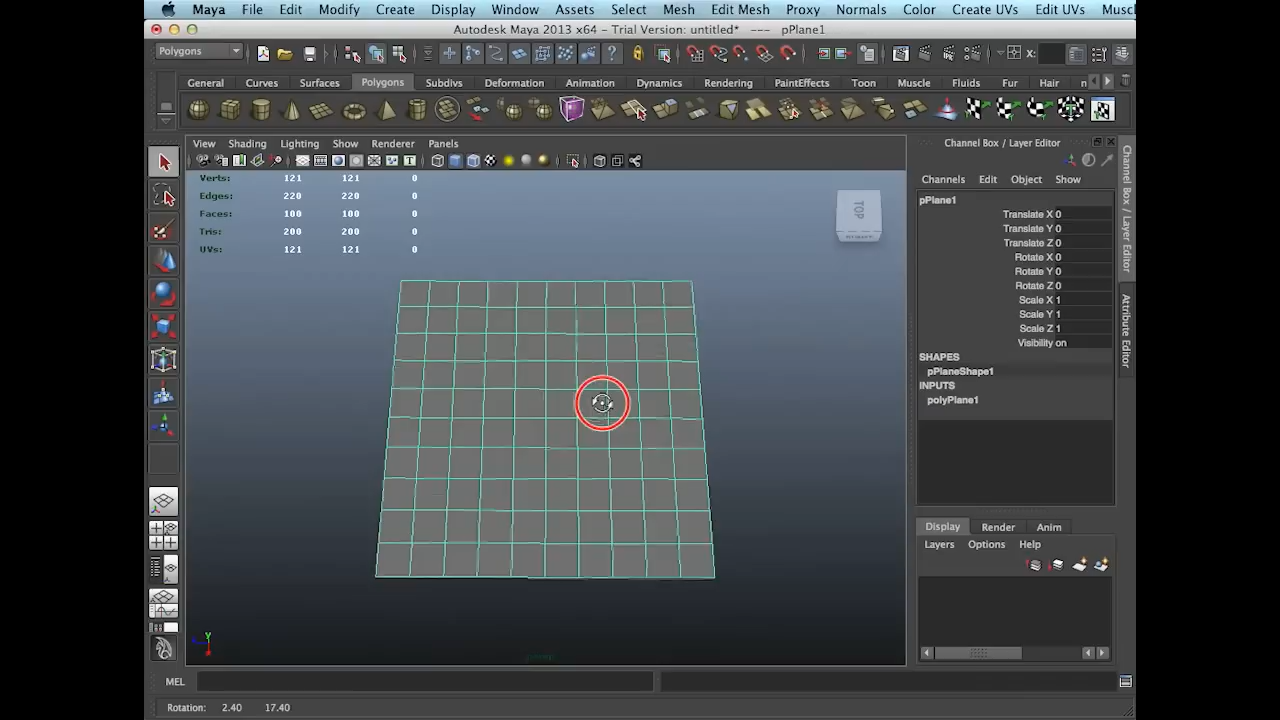 Maya File Edit Modify Create Display Window Assets Select Mesh Edit Mesh Proxy Normals Color Create UVs Edit UVs Muscl
Autodesk Maya 2013 x64 - Trial Version: untitled* --- pPlane1
Polygons
X:
General Curves Surfaces Polygons Subdivs Deformation Animation Dynamics Rendering PaintEffects Toon Muscle Fluids Fur Hair n
View Shading Lighting Show Renderer Panels
Channel Box / Layer Editor
Verts: 121 121 0
Edges: 220 220 0
Faces: 100 100 0
Tris: 200 200 0
UVs: 121 121 0
TOP
Channels Edit Object Show
pPlane1
Translate X 0
Translate Y 0
Translate Z 0
Rotate X 0
Rotate Y 0
Rotate Z 0
Scale X 1
Scale Y 1
Scale Z 1
Visibility on
SHAPES
pPlaneShape1
INPUTS
polyPlane1
Channel Box / Layer Editor
Attribute Editor
Display Render Anim
Layers Options Help
Y
persp
MEL
Rotation: 2.40 17.40